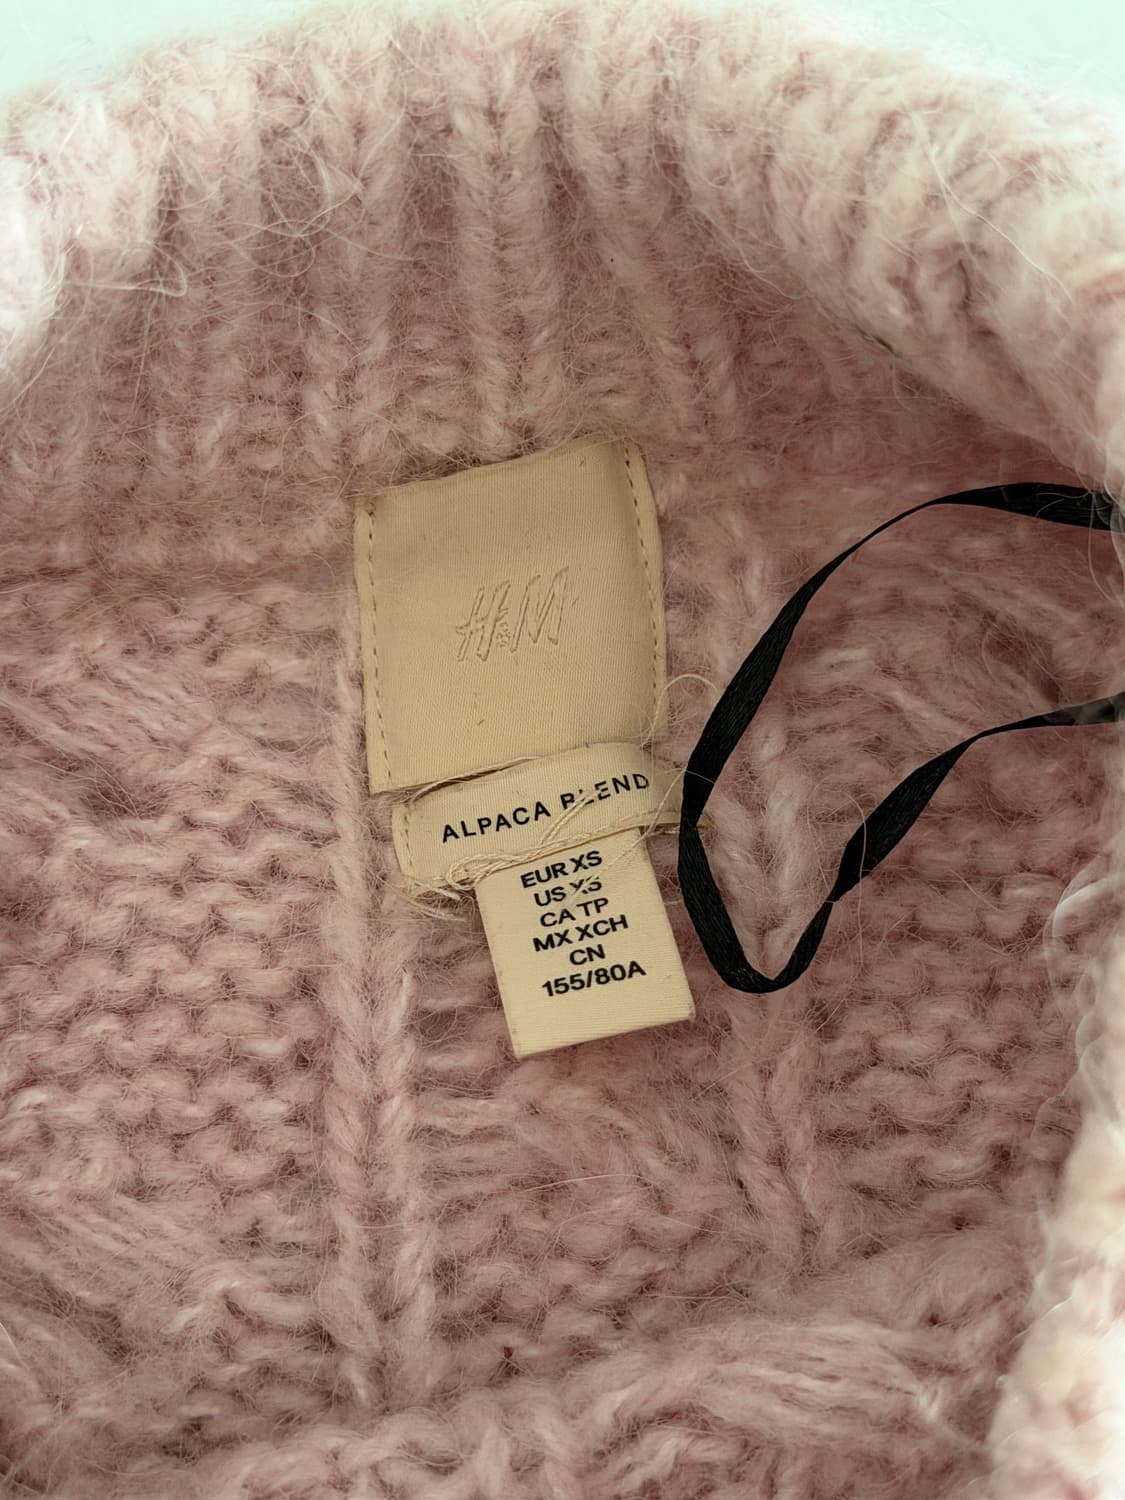 H&M
ALPACA BLEND
EUR XS
US XS
CA TP
MX XCH
CN
155/80A